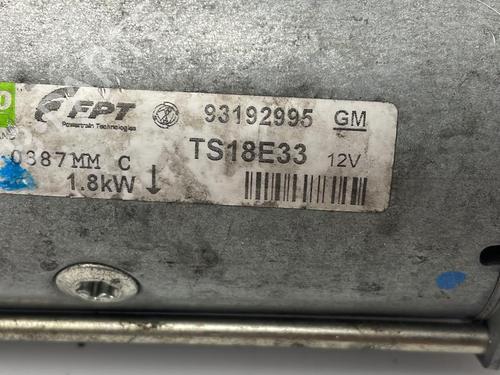 FPT 93192995 GM
Powertrain Technologies
TS18E33 12V
0387MM C
1.8kW ↓